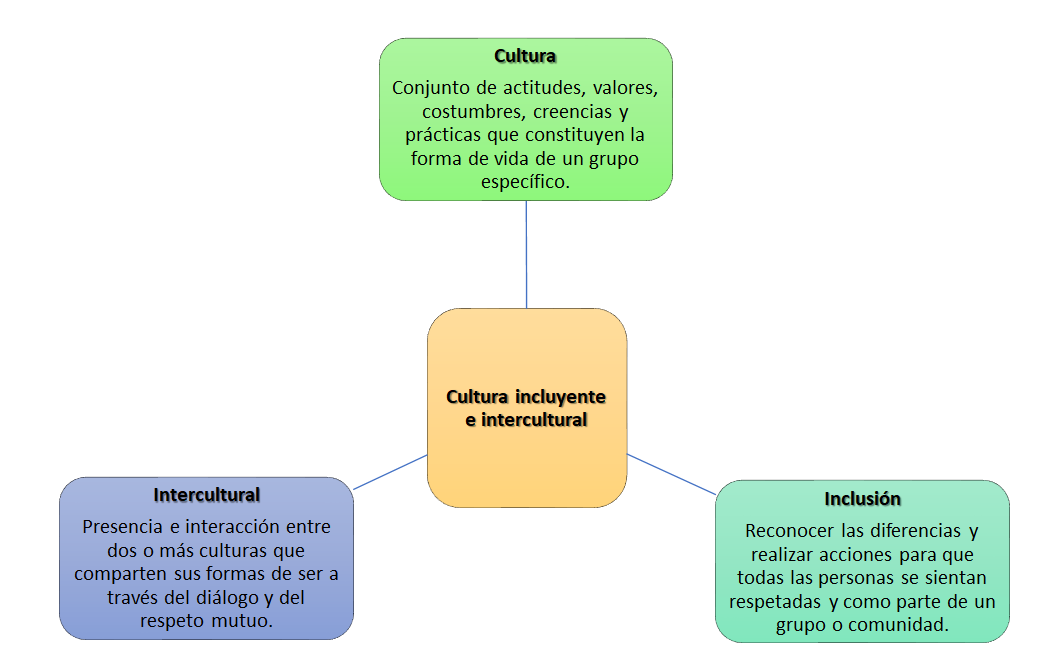 Cultura
Conjunto de actitudes, valores,
costumbres, creencias y
prácticas que constituyen la
forma de vida de un grupo
específico.
Cultura incluyente
e intercultural
Intercultural
Presencia e interacción entre
dos o más culturas que
comparten sus formas de ser a
través del diálogo y del
respeto mutuo.
Inclusión
Reconocer las diferencias y
realizar acciones para que
todas las personas se sientan
respetadas y como parte de un
grupo o comunidad.